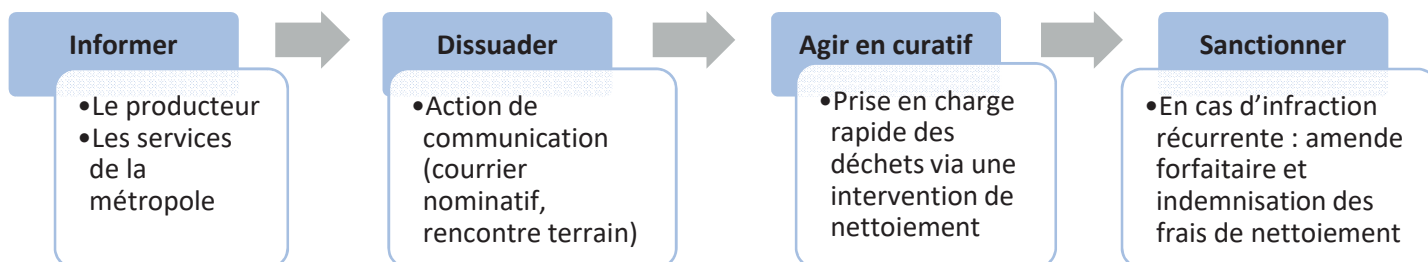 Informer
•Le producteur
•Les services
de la
métropole
Dissuader
•Action de
communication
(courrier
nominatif,
rencontre terrain)
Agir en curatif
•Prise en charge
rapide des
déchets via une
intervention de
nettoiement
Sanctionner
•En cas d’infraction
récurrente : amende
forfaitaire et
indemnisation des
frais de nettoiement